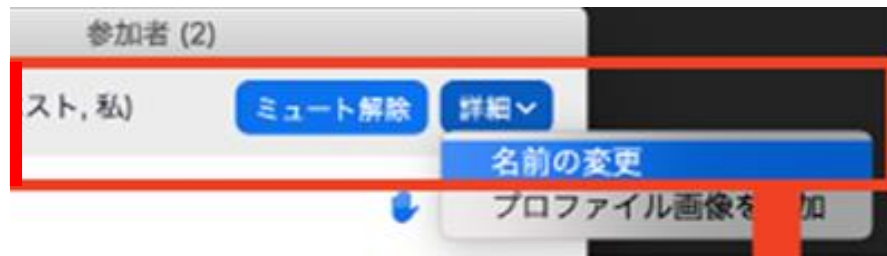 参加者 (2)
スト, 私)
ミュート解除
詳細
名前の変更
プロファイル画像を
加